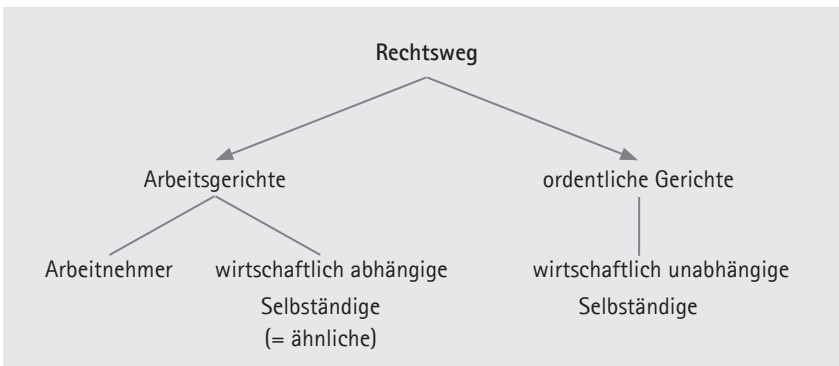 Rechtsweg
Arbeitsgerichte
ordentliche Gerichte
Arbeitnehmer
wirtschaftlich abhängige
Selbständige
(= ähnliche)
wirtschaftlich unabhängige
Selbständige